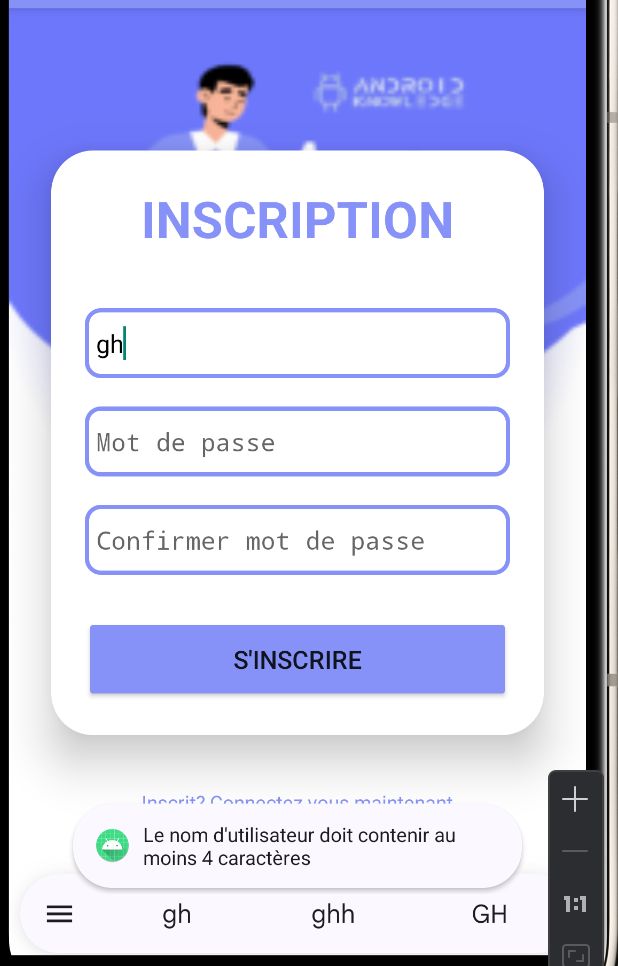 ANDROID
KNOWLEDGE
INSCRIPTION
gh
Mot de passe
Confirmer mot de passe
S'INSCRIRE
Inscrit? Connectez vous maintenant
Le nom d'utilisateur doit contenir au
moins 4 caractères
gh ghh GH
1:1